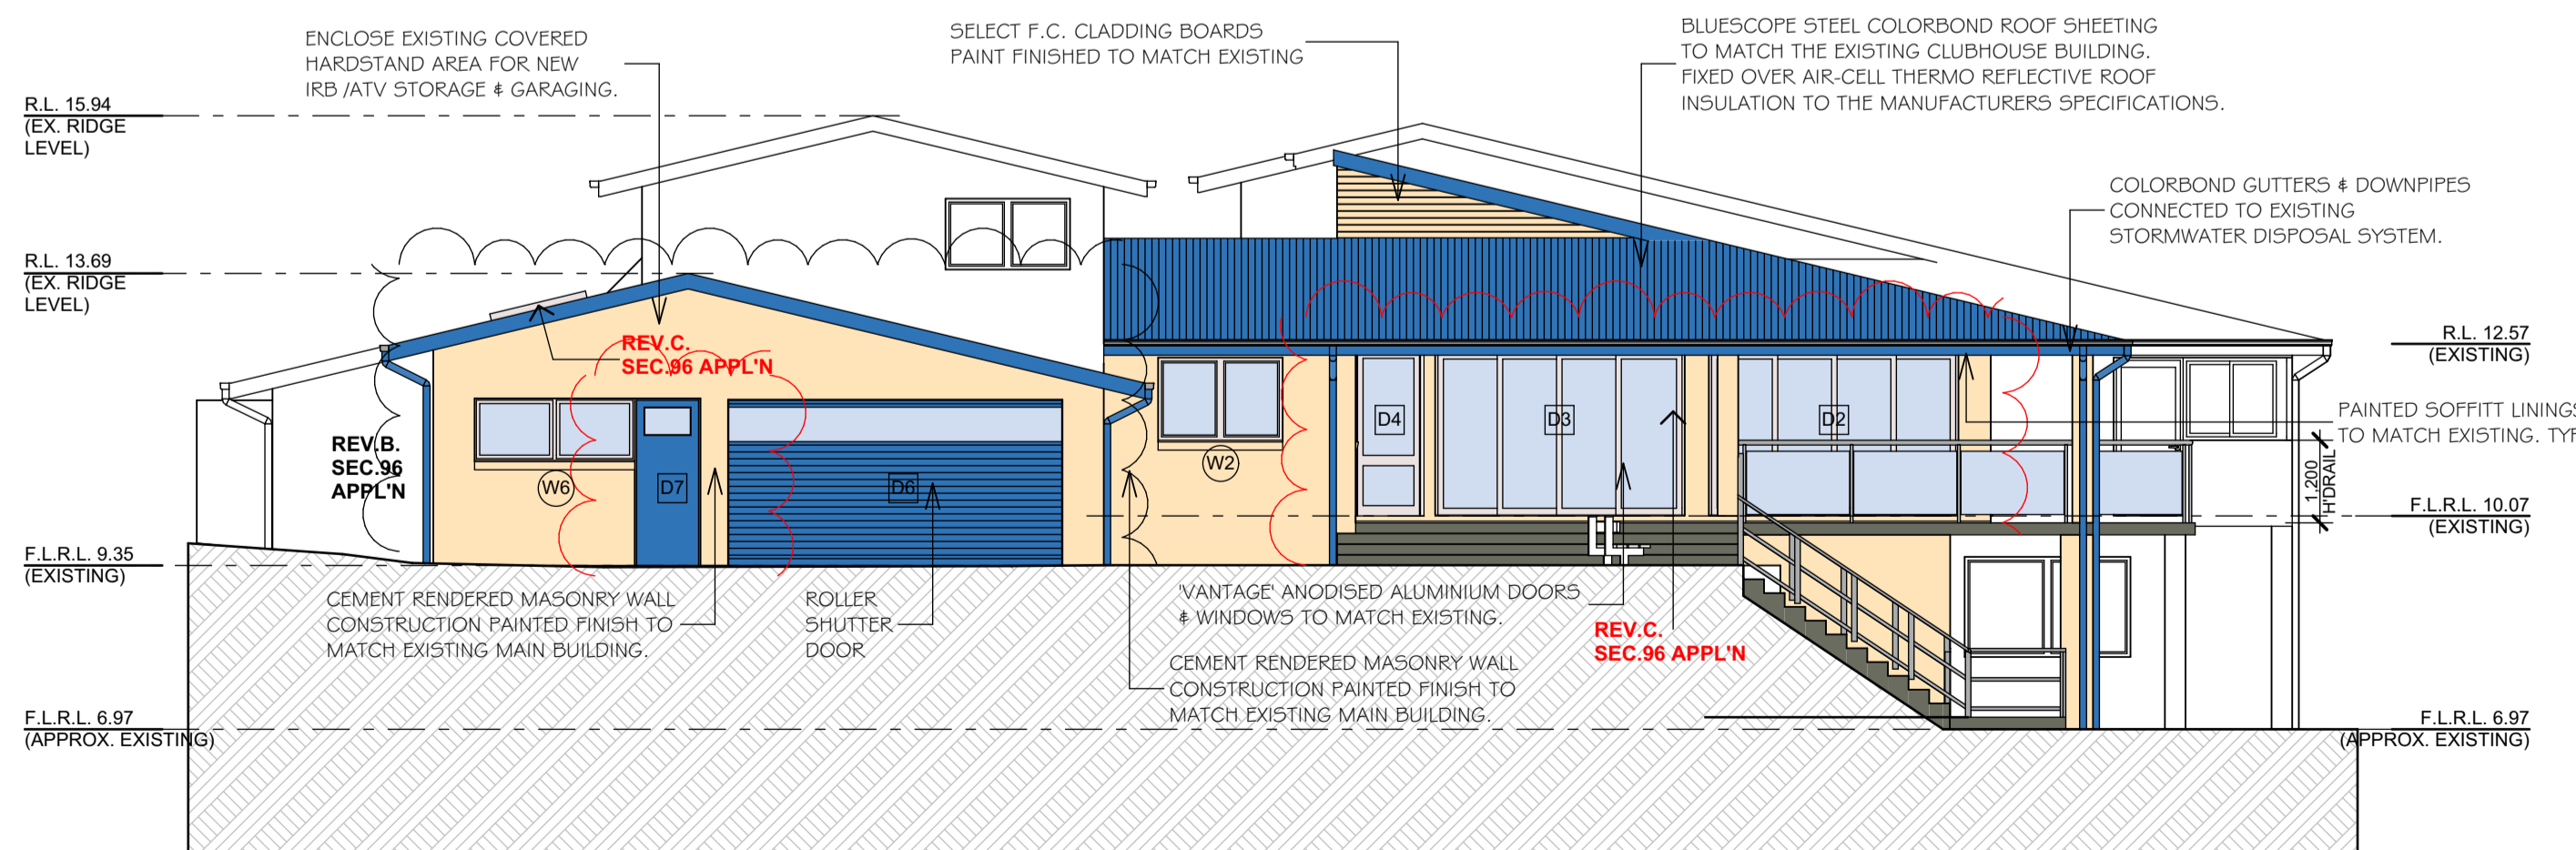 ENCLOSE EXISTING COVERED
HARDSTAND AREA FOR NEW
IRB /ATV STORAGE & GARAGING.
SELECT F.C. CLADDING BOARDS
PAINT FINISHED TO MATCH EXISTING
BLUESCOPE STEEL COLORBOND ROOF SHEETING
TO MATCH THE EXISTING CLUBHOUSE BUILDING.
FIXED OVER AIR-CELL THERMO REFLECTIVE ROOF
INSULATION TO THE MANUFACTURERS SPECIFICATIONS.
R.L. 15.94
(EX. RIDGE
LEVEL)
COLORBOND GUTTERS & DOWNPIPES
CONNECTED TO EXISTING
STORMWATER DISPOSAL SYSTEM.
R.L. 13.69
(EX. RIDGE
LEVEL)
REV.C.
SEC.96 APPL'N
R.L. 12.57
(EXISTING)
PAINTED SOFFITT LININGS
TO MATCH EXISTING. TYP
D4
D3
D2
REV.B.
SEC.96
APPL'N
W6
D7
D6
W2
1.200
H'DRAIL
F.L.R.L. 10.07
(EXISTING)
F.L.R.L. 9.35
(EXISTING)
CEMENT RENDERED MASONRY WALL
CONSTRUCTION PAINTED FINISH TO
MATCH EXISTING MAIN BUILDING.
ROLLER
SHUTTER
DOOR
'VANTAGE' ANODISED ALUMINIUM DOORS
& WINDOWS TO MATCH EXISTING.
REV.C.
SEC.96 APPL'N
CEMENT RENDERED MASONRY WALL
CONSTRUCTION PAINTED FINISH TO
MATCH EXISTING MAIN BUILDING.
F.L.R.L. 6.97
(APPROX. EXISTING)
F.L.R.L. 6.97
(APPROX. EXISTING)